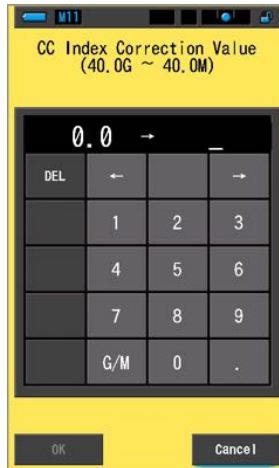 M11
CC Index Correction Value
(40.0G ~ 40.0M)
0.0 → _
DEL ← →
1 2 3
4 5 6
7 8 9
G/M 0 .
OK Cancel